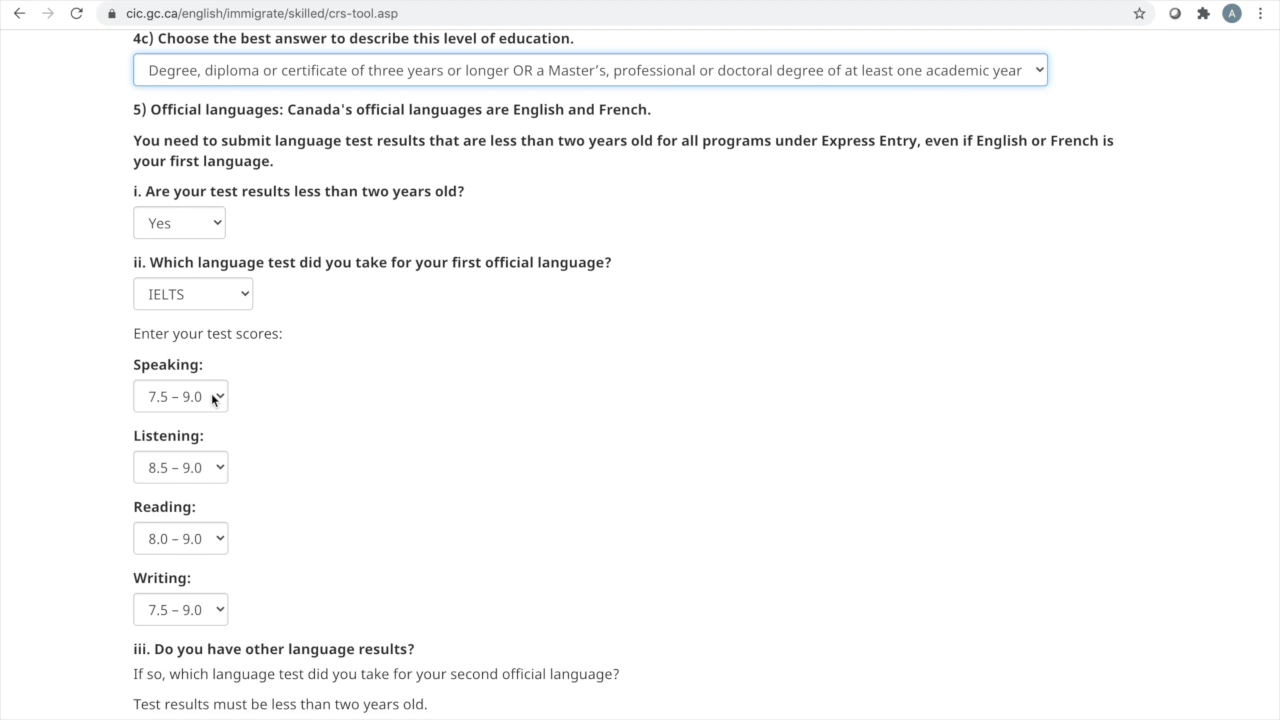 cic.gc.ca/english/immigrate/skilled/crs-tool.asp
A
4c) Choose the best answer to describe this level of education.
Degree, diploma or certificate of three years or longer OR a Master's, professional or doctoral degree of at least one academic year
5) Official languages: Canada's official languages are English and French.
You need to submit language test results that are less than two years old for all programs under Express Entry, even if English or French is
your first language.
i. Are your test results less than two years old?
Yes
ii. Which language test did you take for your first official language?
IELTS
Enter your test scores:
Speaking:
7.5 – 9.0
Listening:
8.5 – 9.0
Reading:
8.0 – 9.0
Writing:
7.5 – 9.0
iii. Do you have other language results?
If so, which language test did you take for your second official language?
Test results must be less than two years old.